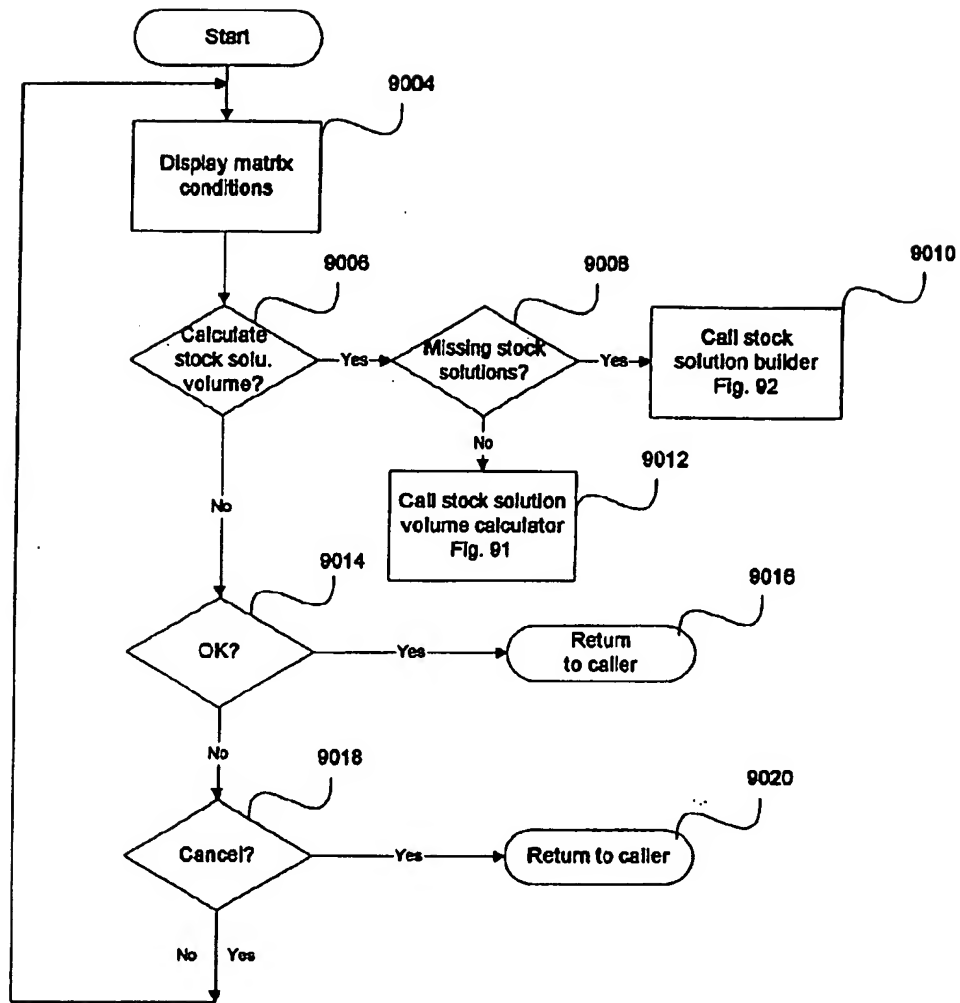 Start
9004
Display matrix
conditions
9006
9008
9010
Calculate
stock solu.
volume?
Yes
Missing stock
solutions?
Yes
Call stock
solution builder
Fig. 92
No
No
9012
Call stock solution
volume calculator
Fig. 91
9014
9016
OK?
Yes
Return
to caller
No
9018
9020
Cancel?
Yes
Return to caller
No
Yes